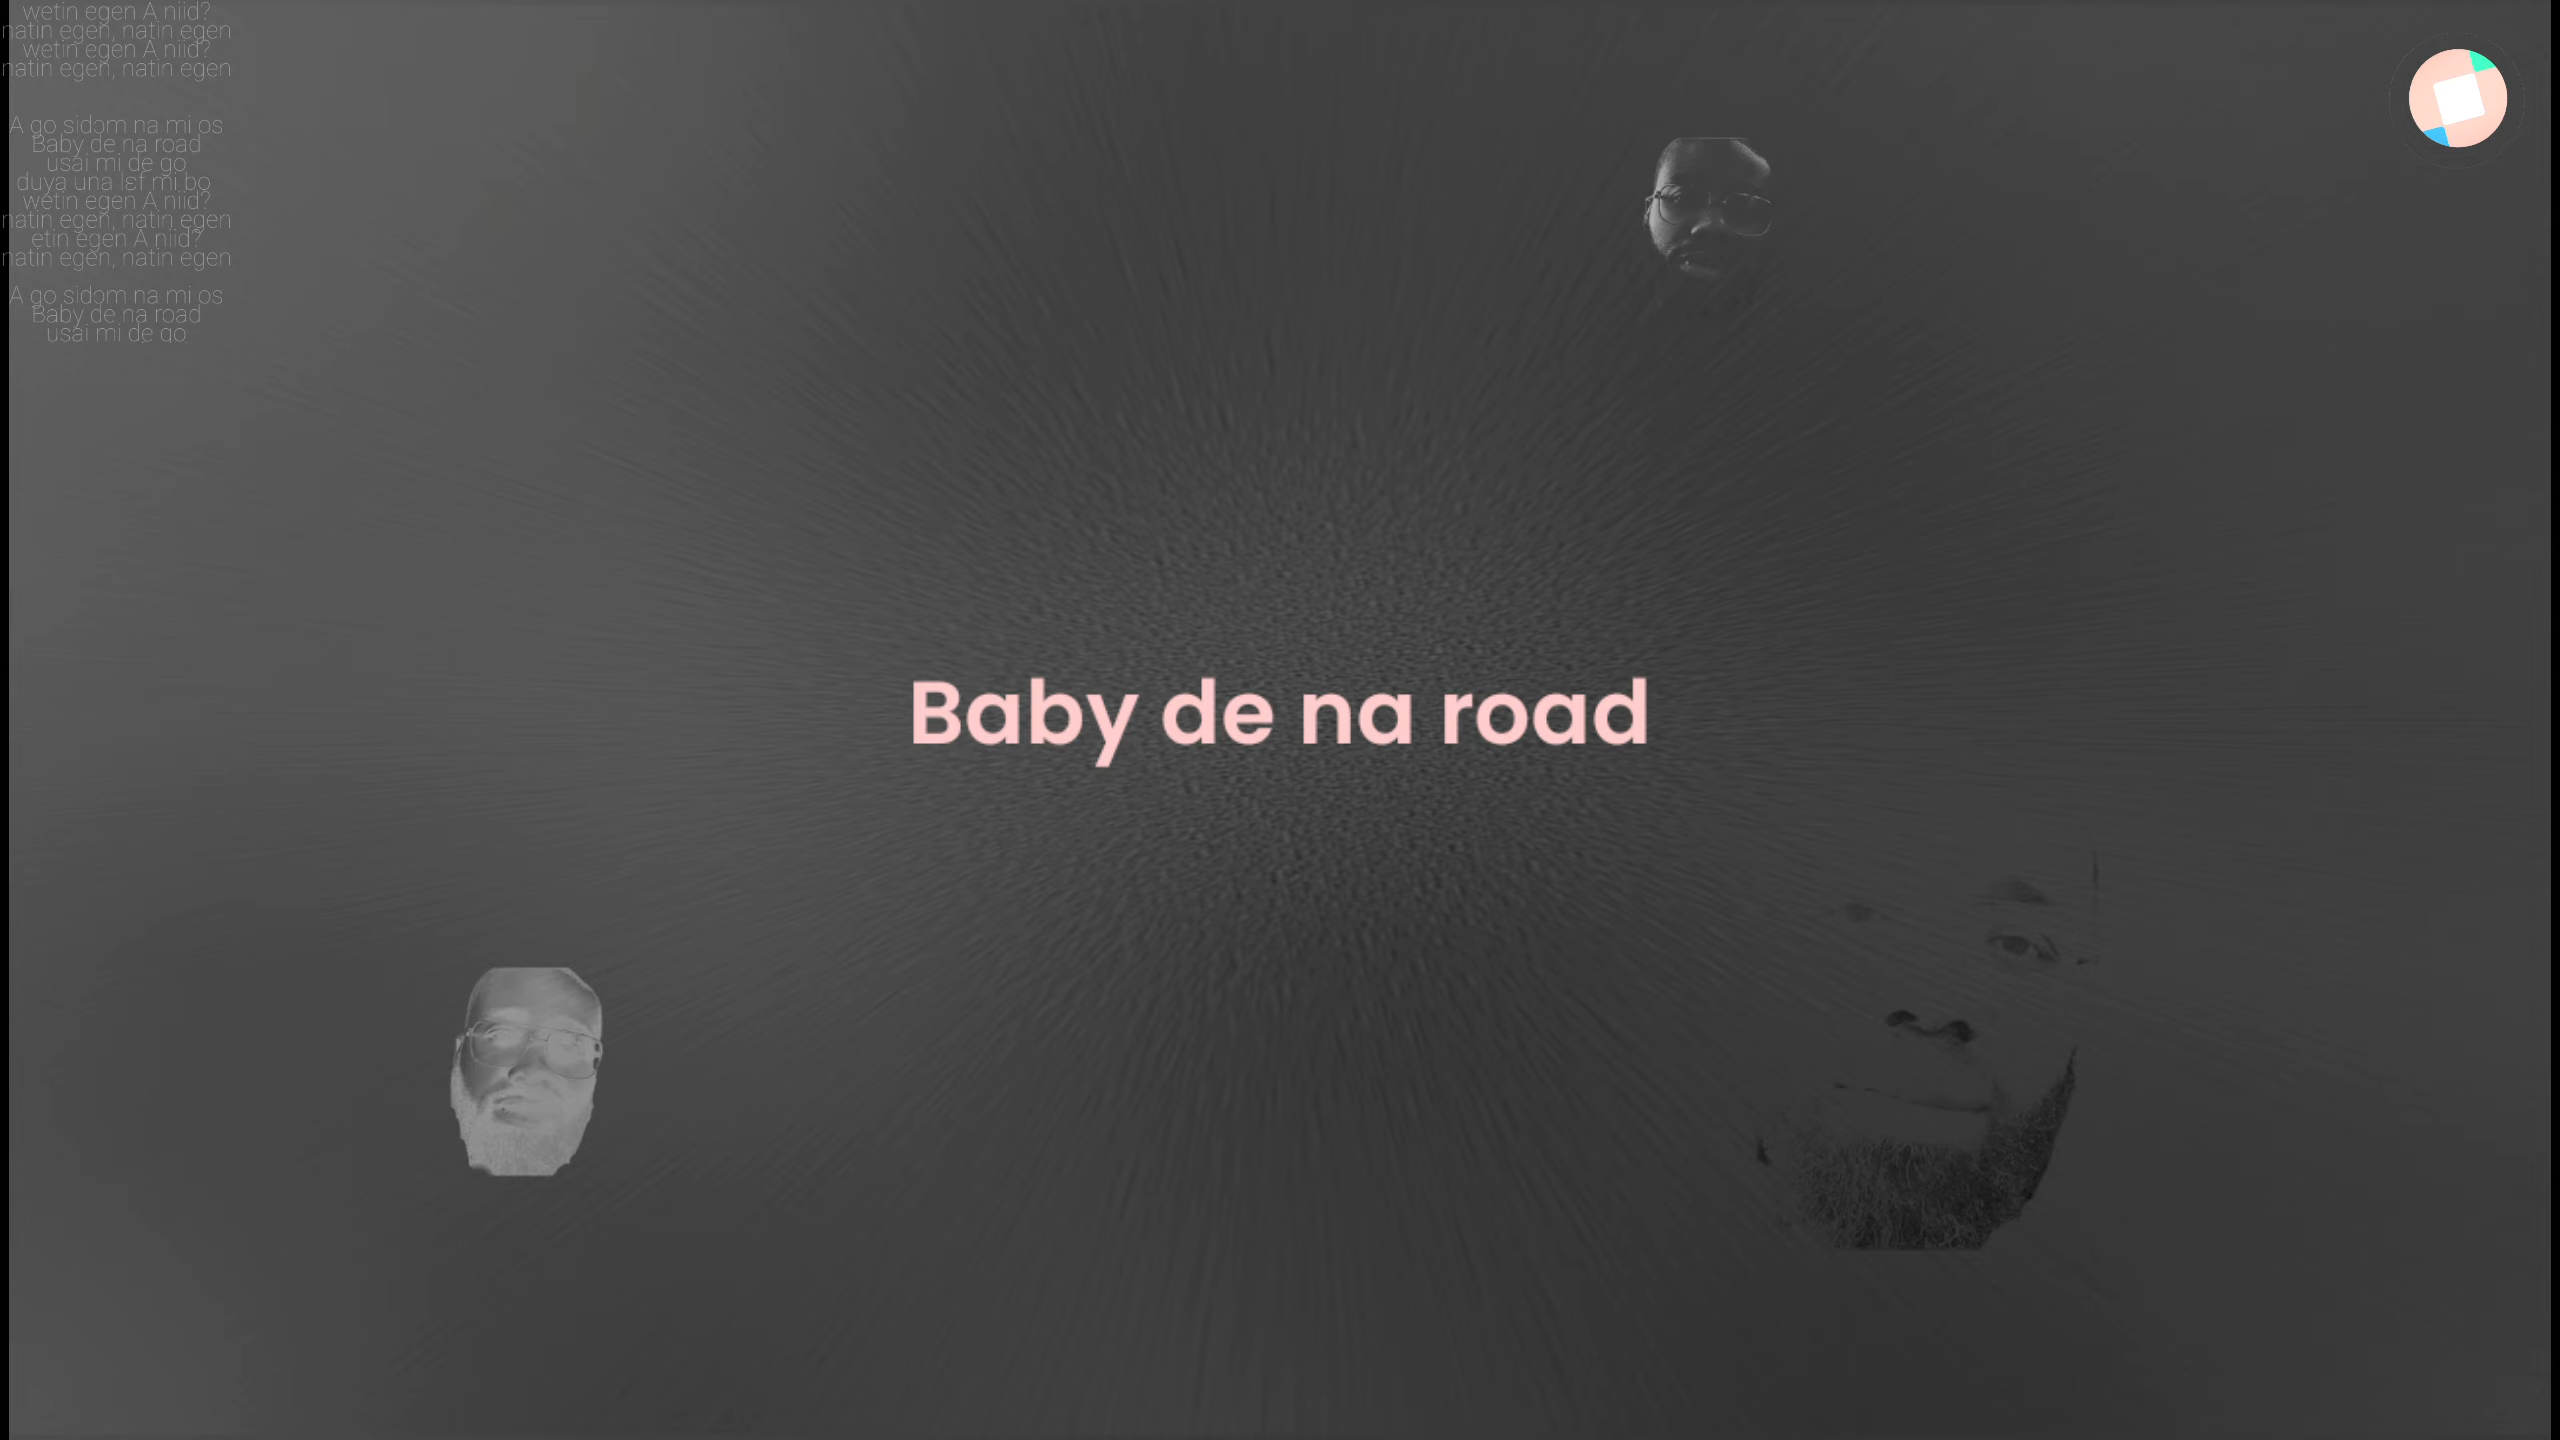 wetin egen A niid?
natin egen, natin egen
wetin egen A niid?
natin egen, natin egen
A go sidɔm na mi os
Baby de na road
usai mi de go
duya una lɛf mi bo
wetin egen A niid?
natin egen, natin egen
etin egen A niid?
natin egen, natin egen
A go sidɔm na mi os
Baby de na road
usai mi de go
Baby de na road